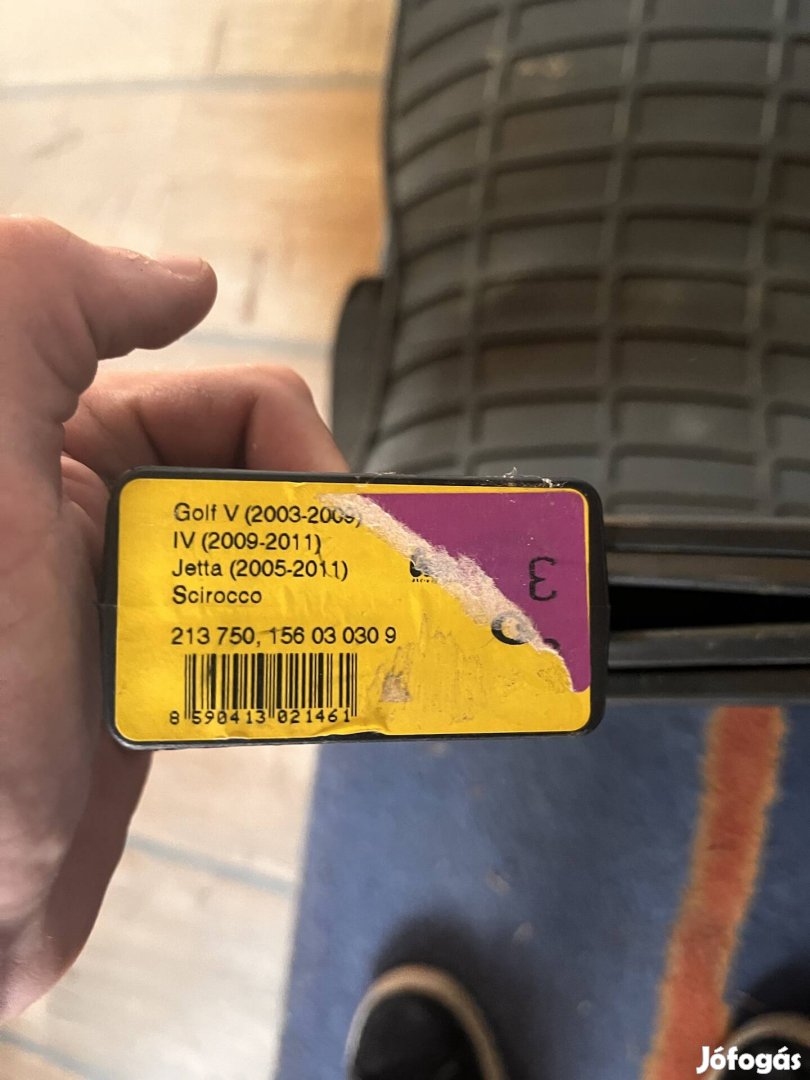 Golf V (2003-2009)
IV (2009-2011)
Jetta (2005-2011)
Scirocco
213 750, 156 03 030 9
8 590413 021461
Jófogás